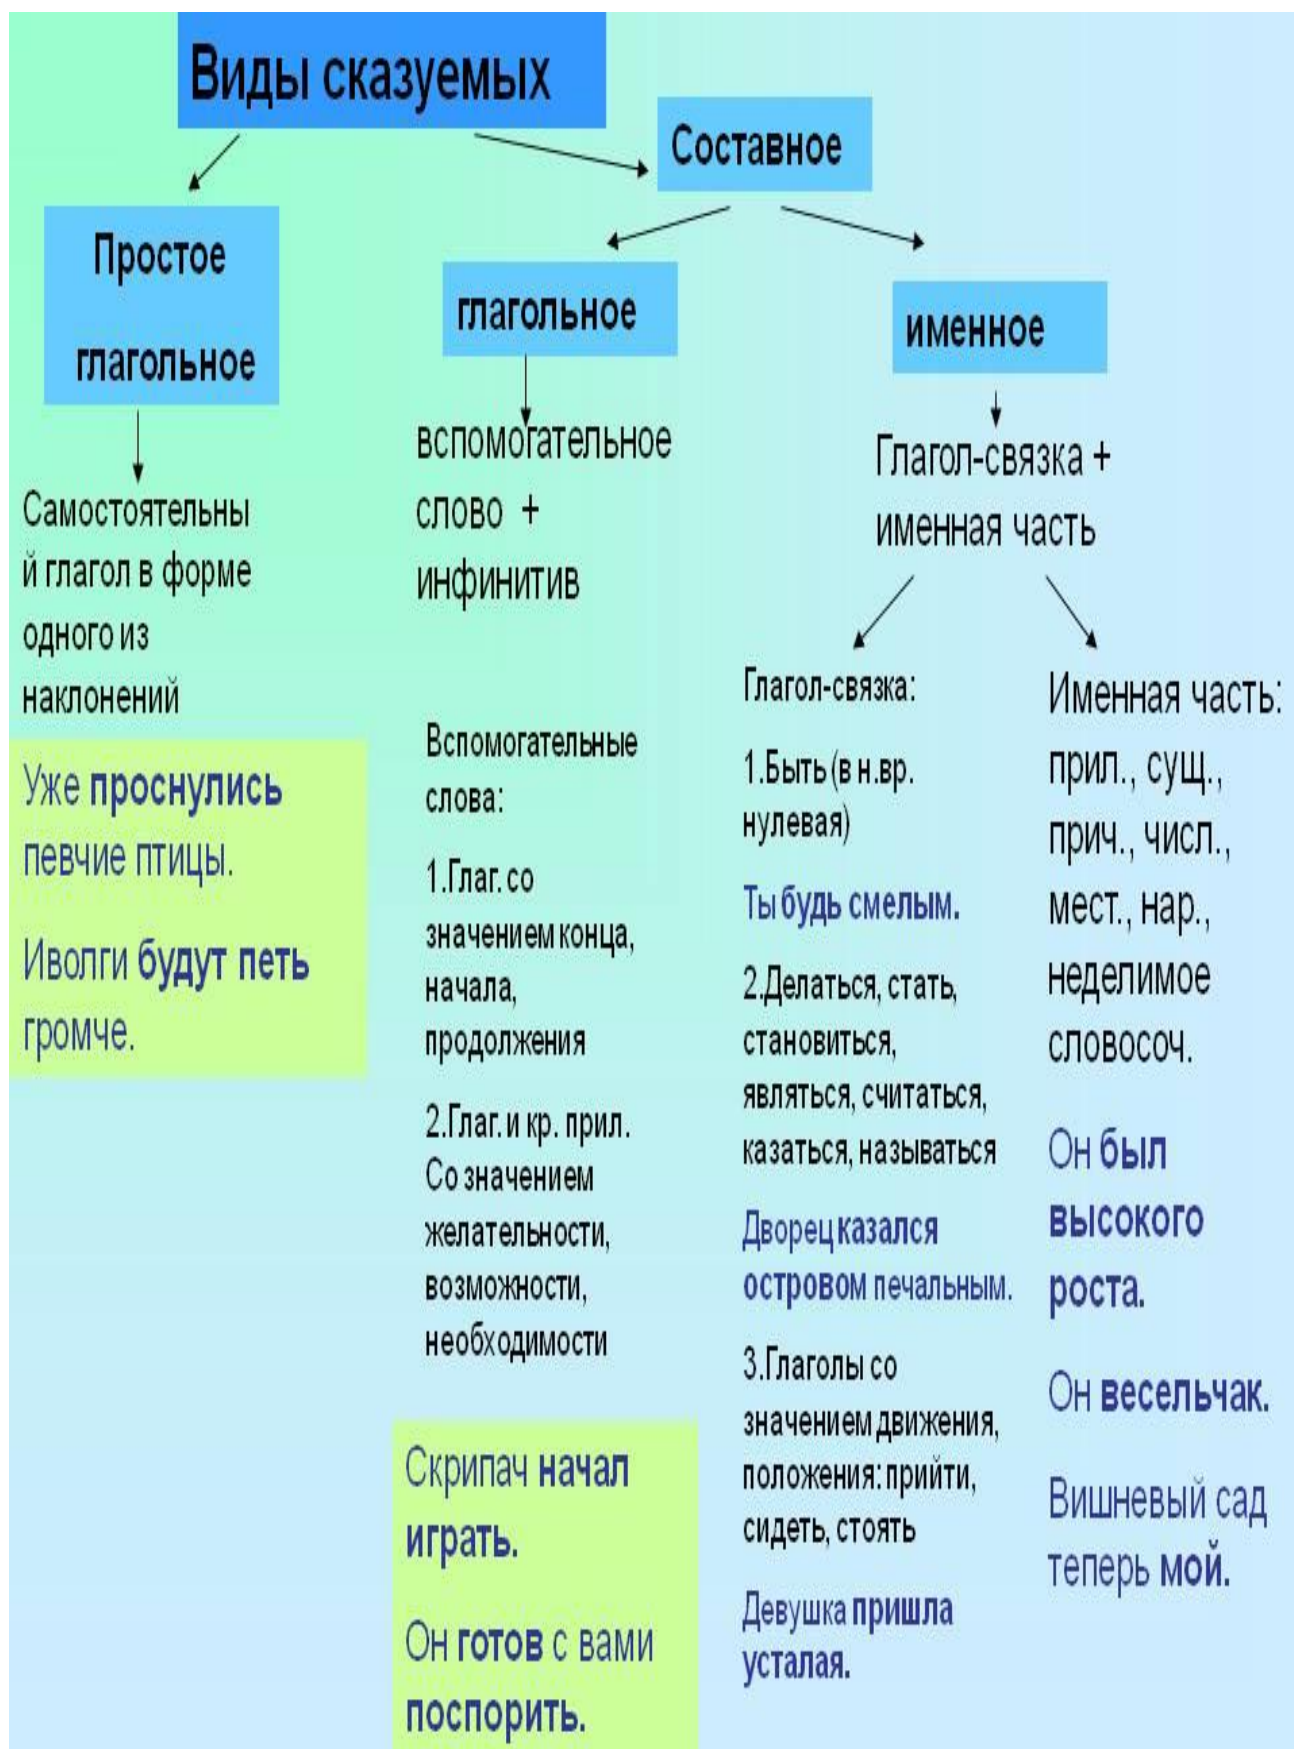 Виды сказуемых
Составное
Простое
глагольное
глагольное
именное
Самостоятельны
й глагол в форме
одного из
наклонений
Уже проснулись
певчие птицы.
Иволги будут петь
громче.
вспомогательное
слово +
инфинитив
Вспомогательные
слова:
1.Глаг. со
значением конца,
начала,
продолжения
2.Глаг. и кр. прил.
Со значением
желательности,
возможности,
необходимости
Скрипач начал
играть.
Он готов с вами
поспорить.
Глагол-связка +
именная часть
Глагол-связка:
1.Быть (в н.вр.
нулевая)
Ты будь смелым.
2.Делаться, стать,
становиться,
являться, считаться,
казаться, называться
Дворец казался
островом печальным.
3.Глаголы со
значением движения,
положения: прийти,
сидеть, стоять
Девушка пришла
усталая.
Именная часть:
прил., сущ.,
прич., числ.,
мест., нар.,
неделимое
словосоч.
Он был
высокого
роста.
Он весельчак.
Вишневый сад
теперь мой.